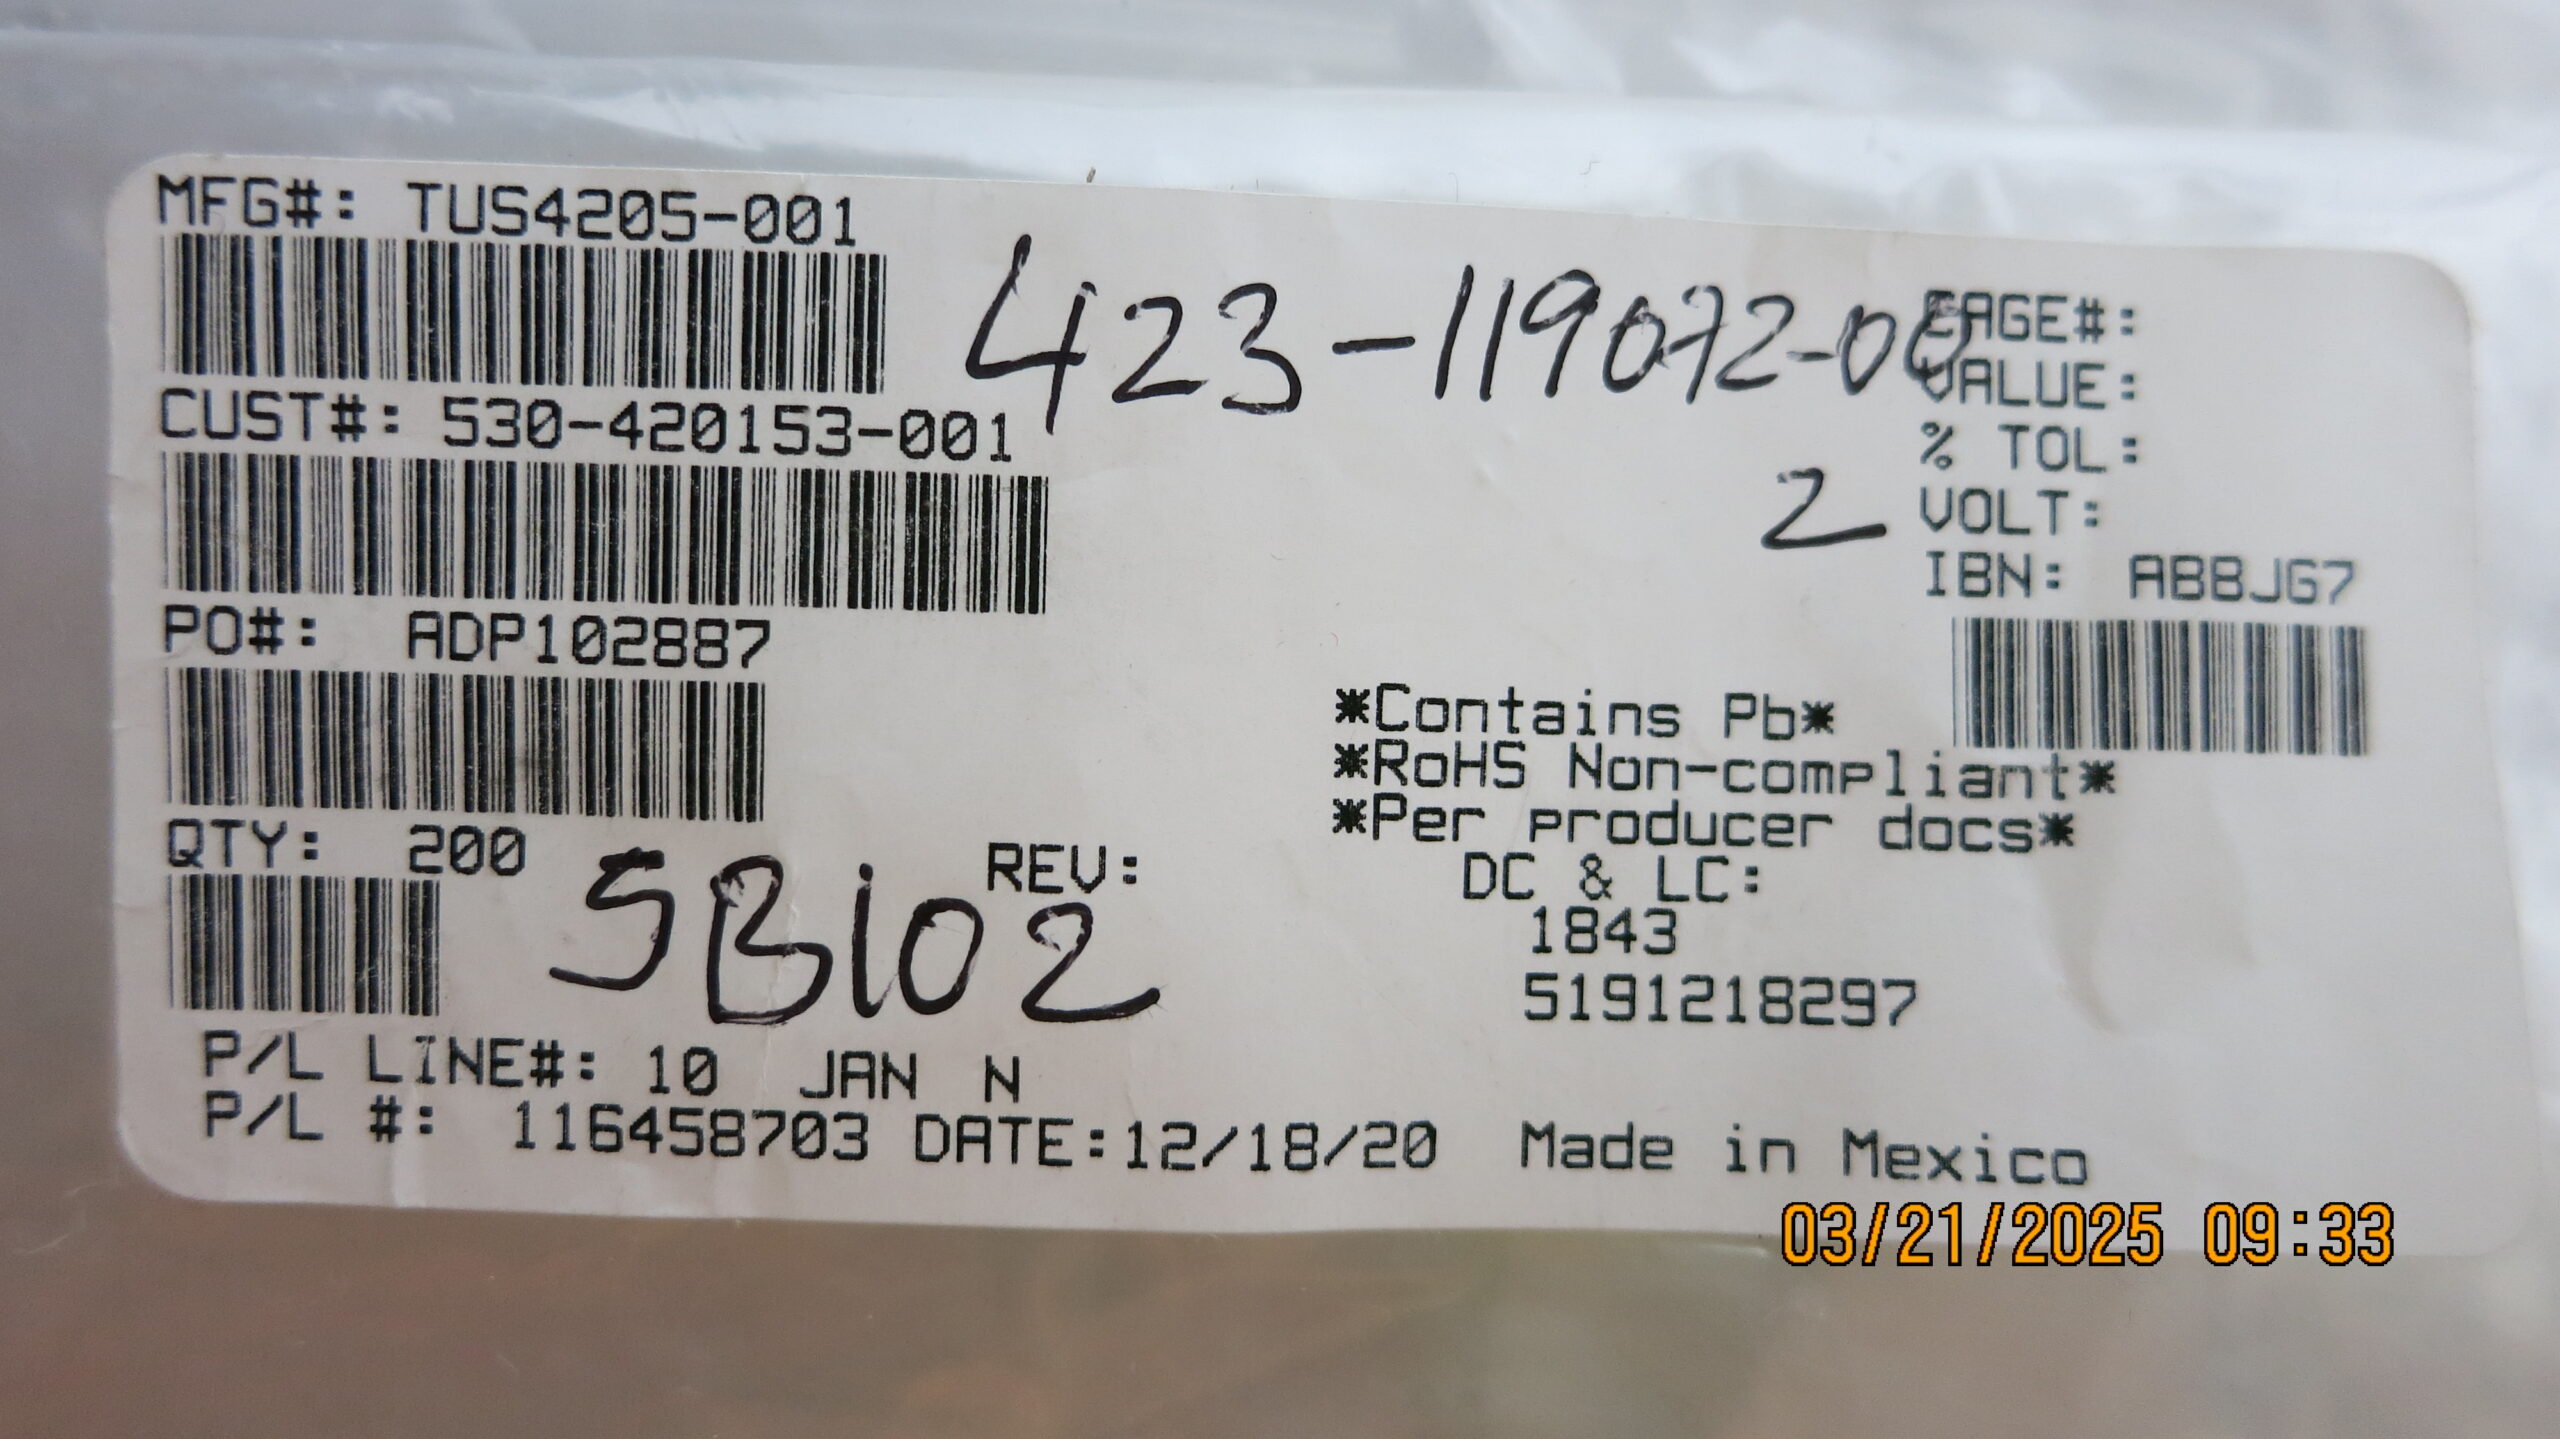 MFG#: TUS4205-001
423-119072-00
2
CUST#: 530-420153-001
PO#: ADP102887
QTY: 200
5B102
REV:
P/L LINE#: 10 JAN N
P/L #: 116458703 DATE:12/18/20
EAGE#:
VALUE:
% TOL:
VOLT:
IBN: ABBJG7
*Contains Pb*
*RoHS Non-compliant*
*Per producer docs*
DC & LC:
1843
5191218297
Made in Mexico
03/21/2025 09:33